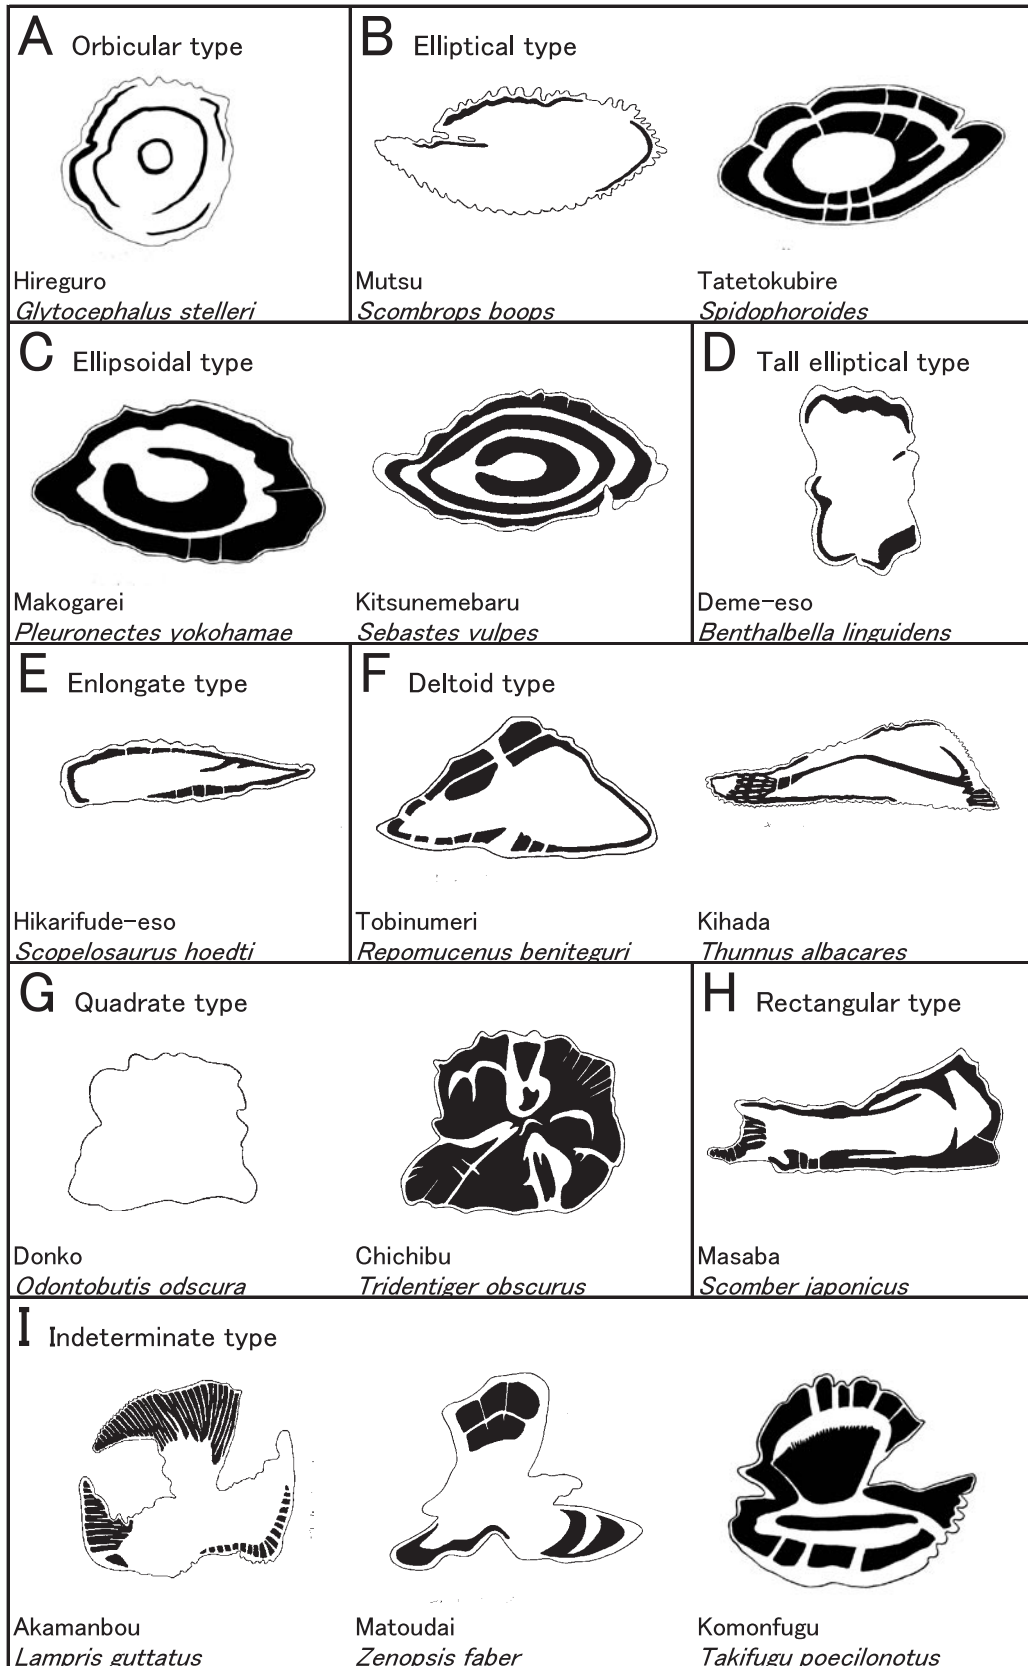 A Orbicular type
B Elliptical type
Hireguro
Glytocephalus stelleri
Mutsu
Scombrops boops
Tatetokubire
Spidophoroides
C Ellipsoidal type
D Tall elliptical type
Makogarei
Pleuronectes yokohamae
Kitsunemebaru
Sebastes vulpes
Deme-eso
Benthalbella linguidens
E Enlongate type
F Deltoid type
Hikarifude-eso
Scopelosaurus hoedti
Tobinumeri
Repomucenus beniteguri
Kihada
Thunnus albacares
G Quadrate type
H Rectangular type
Donko
Odontobutis odscura
Chichibu
Tridentiger obscurus
Masaba
Scomber japonicus
I Indeterminate type
Akamanbou
Lampris guttatus
Matoudai
Zenopsis faber
Komonfugu
Takifugu poecilonotus